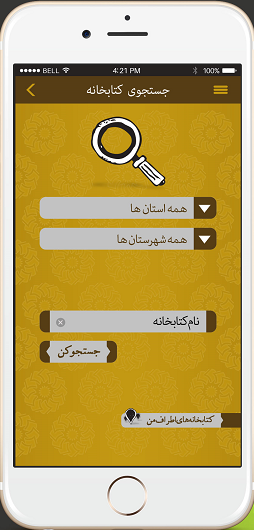 BELL 4:21 PM 100%
جستجوی کتابخانه
همه استان ها
همه شهرستان ها
نام کتابخانه
جستجو کن
کتابخانه‌های اطراف من